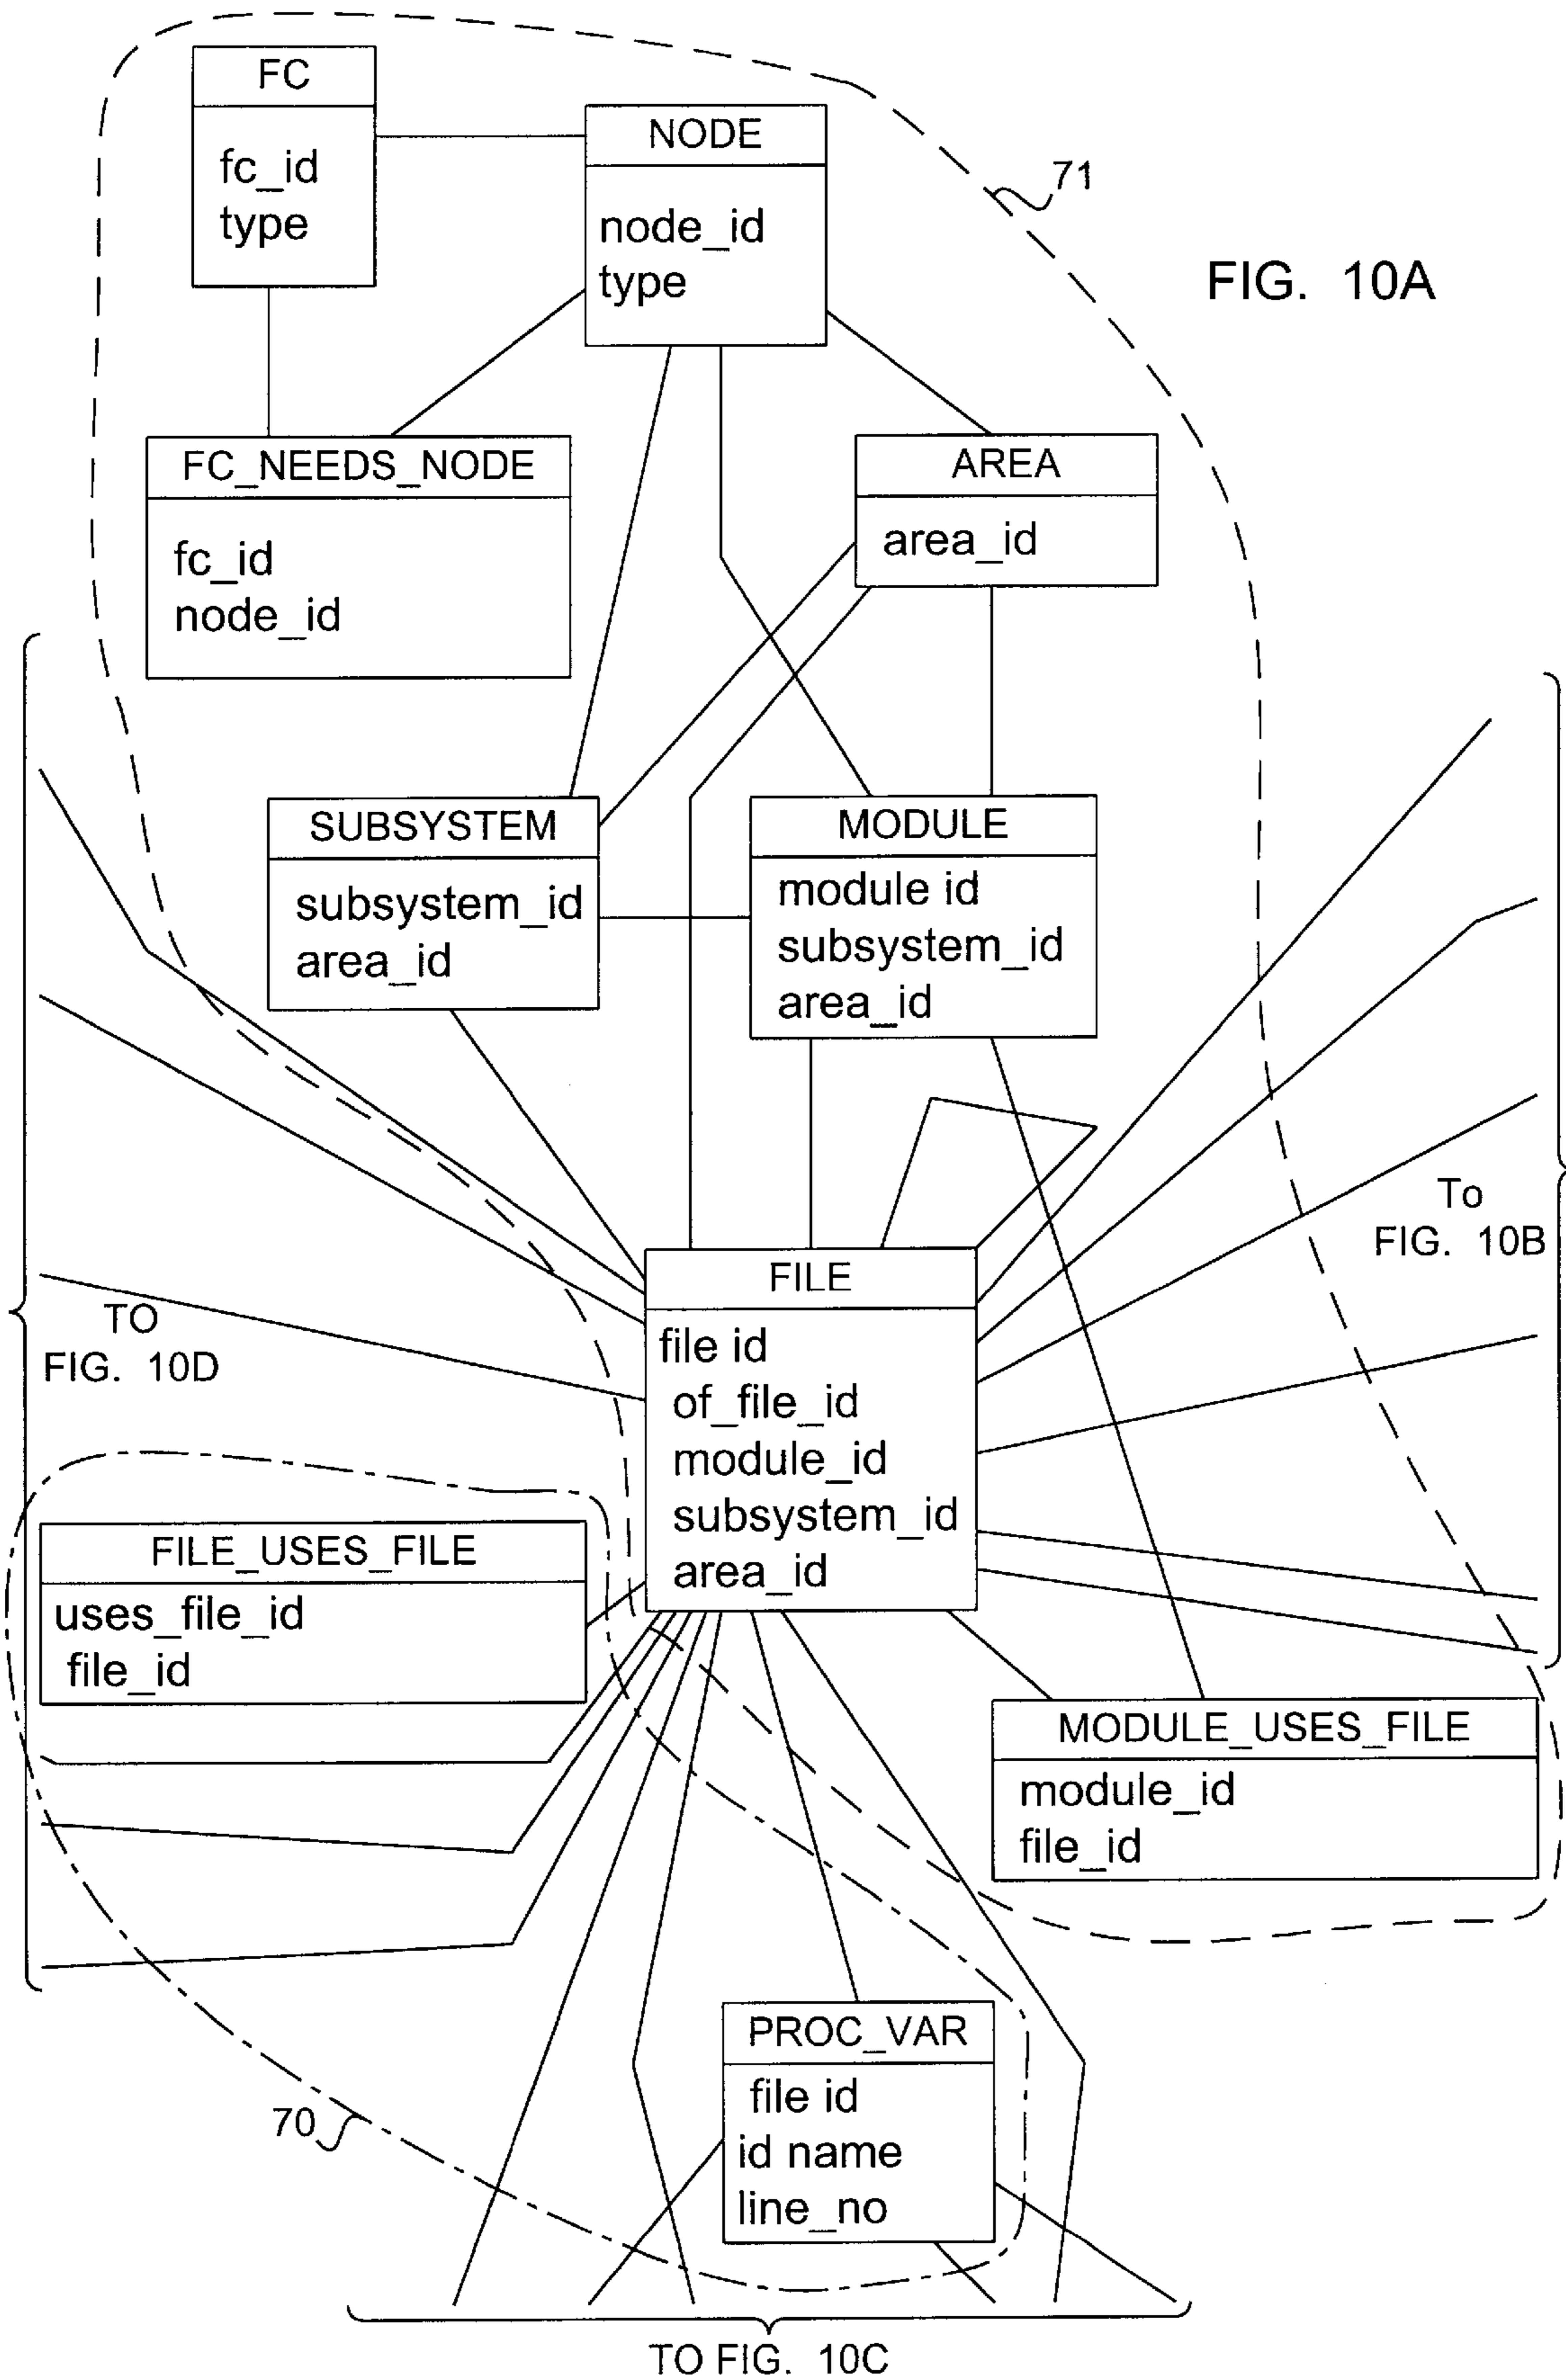 FC
fc_id
type
NODE
node_id
type
71
FIG. 10A
FC_NEEDS_NODE
fc_id
node_id
AREA
area_id
SUBSYSTEM
subsystem_id
area_id
MODULE
module id
subsystem_id
area_id
To
FIG. 10B
TO
FIG. 10D
FILE
file id
of_file_id
module_id
subsystem_id
area_id
FILE_USES_FILE
uses_file_id
file_id
MODULE_USES_FILE
module_id
file_id
PROC_VAR
file id
id name
line_no
70
TO FIG. 10C